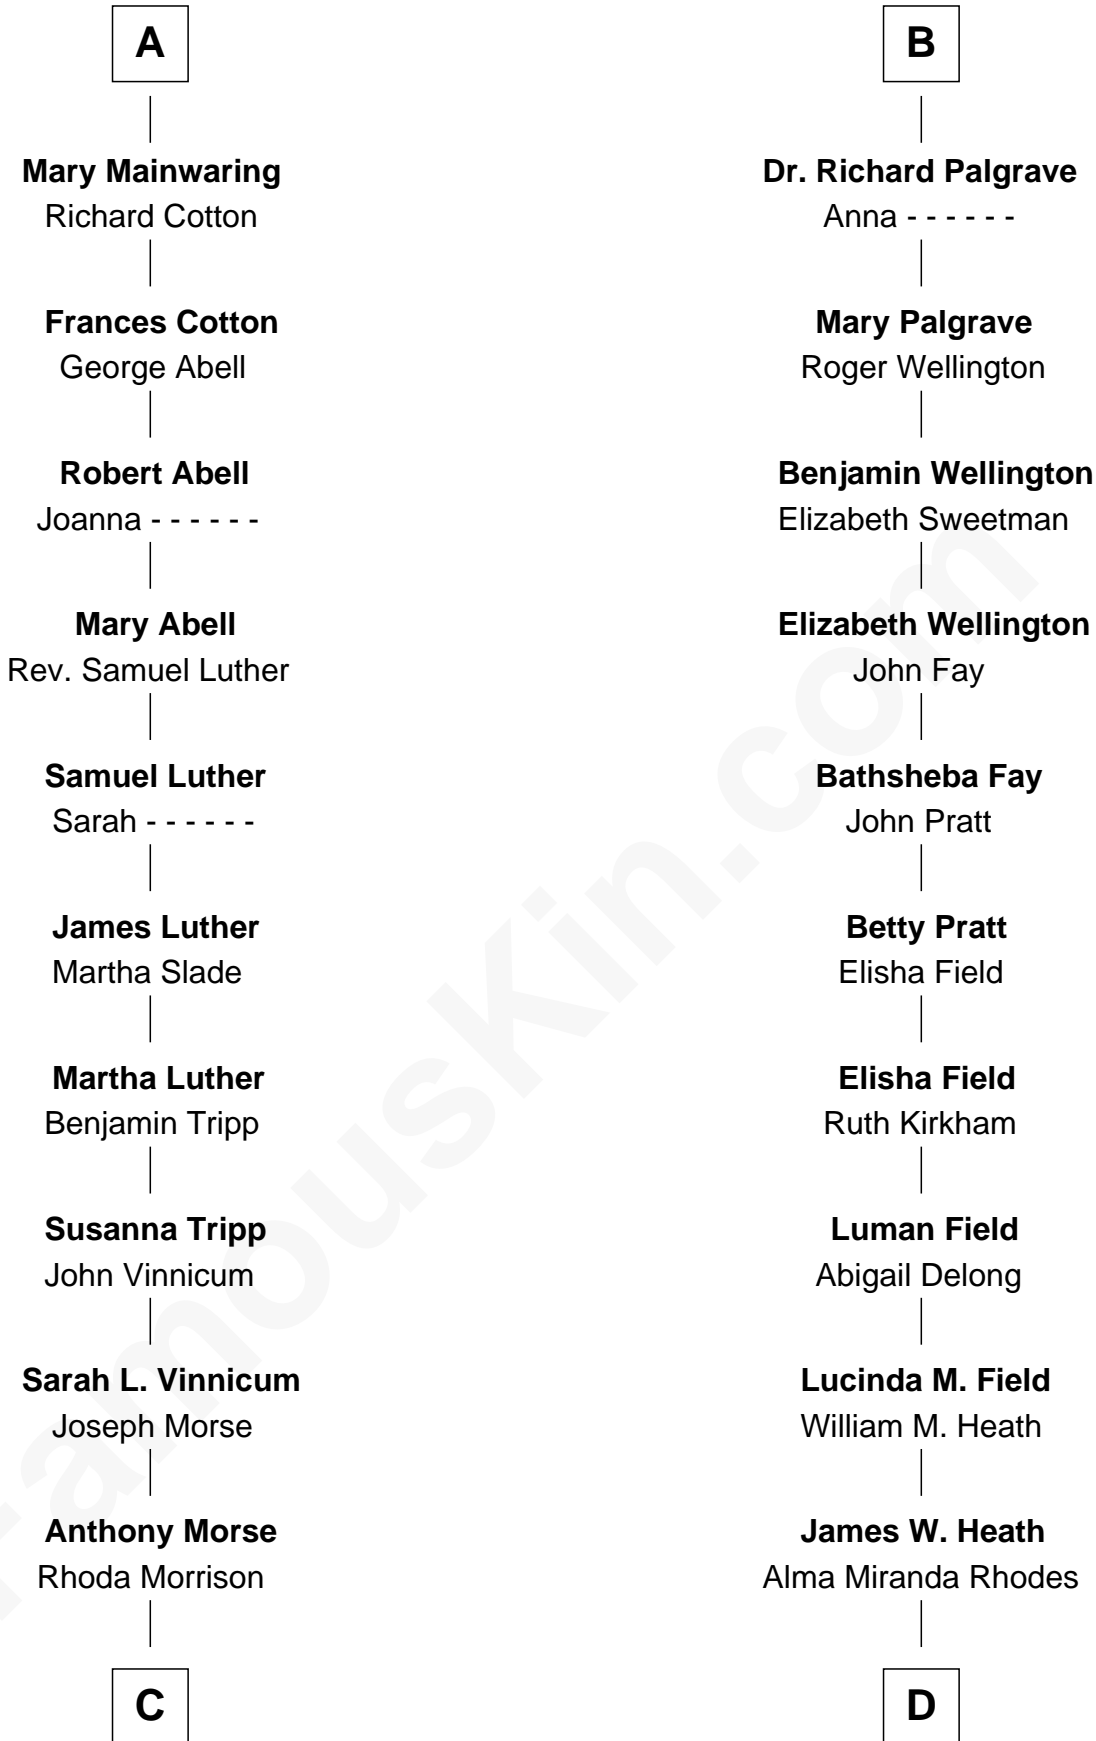 A
Mary Mainwaring
Richard Cotton
Frances Cotton
George Abell
Robert Abell
Joanna - - - - - -
Mary Abell
Rev. Samuel Luther
Samuel Luther
Sarah - - - - - -
James Luther
Martha Slade
Martha Luther
Benjamin Tripp
Susanna Tripp
John Vinnicum
Sarah L. Vinnicum
Joseph Morse
Anthony Morse
Rhoda Morrison
C
B
Dr. Richard Palgrave
Anna - - - - - -
Mary Palgrave
Roger Wellington
Benjamin Wellington
Elizabeth Sweetman
Elizabeth Wellington
John Fay
Bathsheba Fay
John Pratt
Betty Pratt
Elisha Field
Elisha Field
Ruth Kirkham
Luman Field
Abigail Delong
Lucinda M. Field
William M. Heath
James W. Heath
Alma Miranda Rhodes
D
FamousKin.com